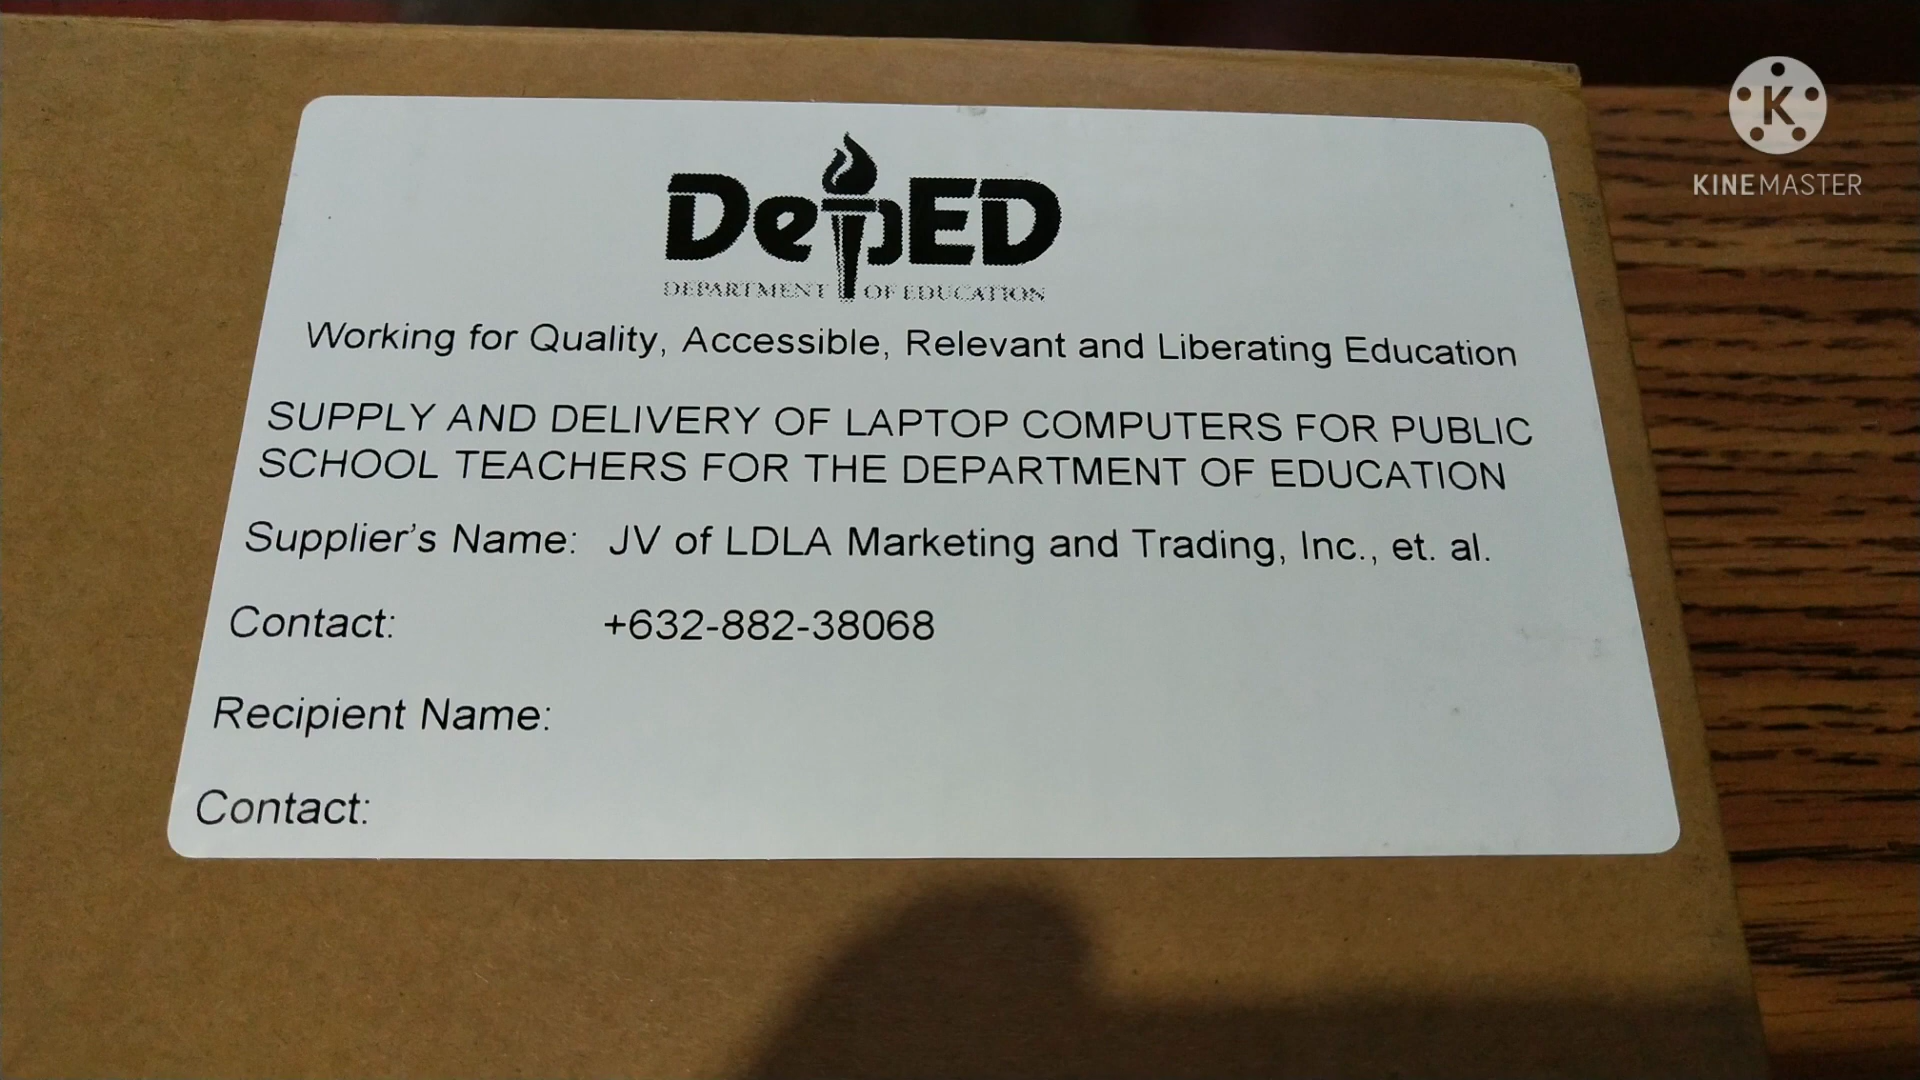 DepED
DEPARTMENT OF EDUCATION
Working for Quality, Accessible, Relevant and Liberating Education
SUPPLY AND DELIVERY OF LAPTOP COMPUTERS FOR PUBLIC
SCHOOL TEACHERS FOR THE DEPARTMENT OF EDUCATION
Supplier's Name: JV of LDLA Marketing and Trading, Inc., et. al.
Contact: +632-882-38068
Recipient Name:
Contact:
K
KINEMASTER